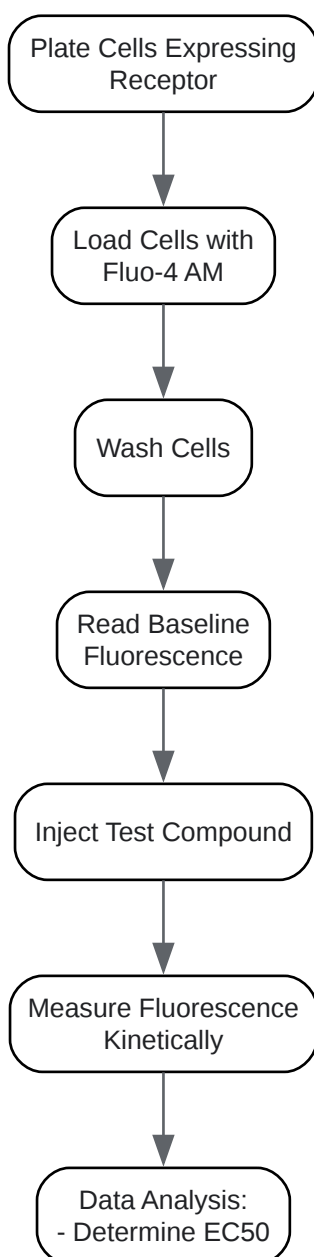 Plate Cells Expressing
Receptor
Load Cells with
Fluo-4 AM
Wash Cells
Read Baseline
Fluorescence
Inject Test Compound
Measure Fluorescence
Kinetically
Data Analysis:
- Determine EC50